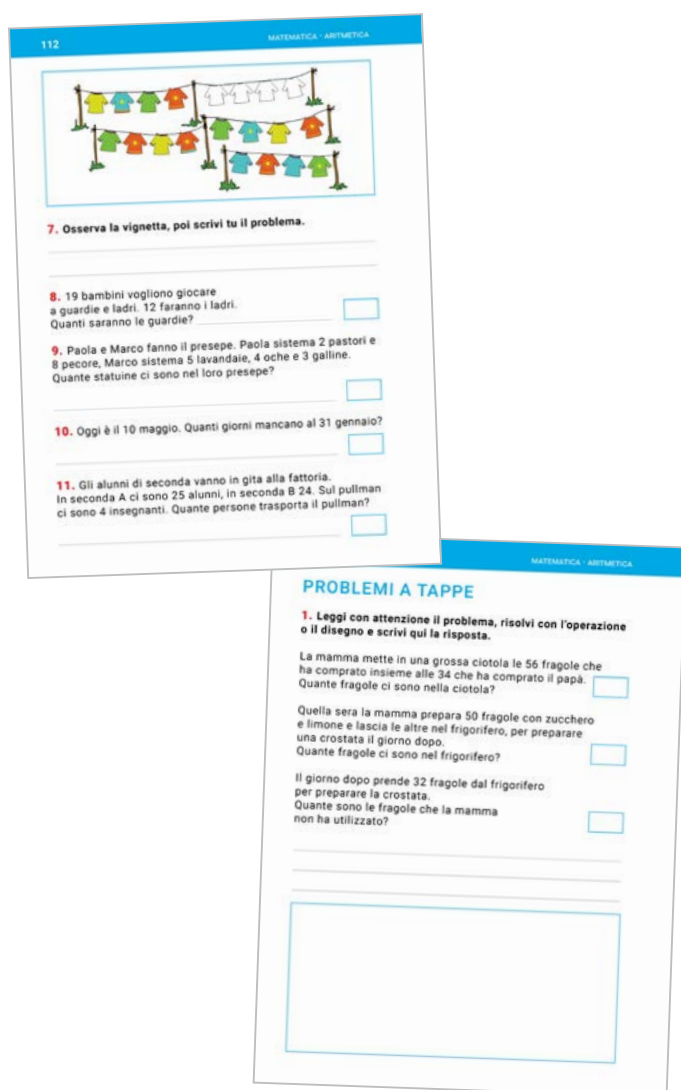 112
MATEMATICA • ARITMETICA
7. Osserva la vignetta, poi scrivi tu il problema.
8. 19 bambini vogliono giocare
a guardie e ladri. 12 faranno i ladri.
Quanti saranno le guardie?
9. Paola e Marco fanno il presepe. Paola sistema 2 pastori e
8 pecore, Marco sistema 5 lavandaie, 4 oche e 3 galline.
Quante statuine ci sono nel loro presepe?
10. Oggi è il 10 maggio. Quanti giorni mancano al 31 gennaio?
11. Gli alunni di seconda vanno in gita alla fattoria.
In seconda A ci sono 25 alunni, in seconda B 24. Sul pullman
ci sono 4 insegnanti. Quante persone trasporta il pullman?
MATEMATICA • ARITMETICA
PROBLEMI A TAPPE
1. Leggi con attenzione il problema, risolvi con l'operazione
o il disegno e scrivi qui la risposta.
La mamma mette in una grossa ciotola le 56 fragole che
ha comprato insieme alle 34 che ha comprato il papà.
Quante fragole ci sono nella ciotola?
Quella sera la mamma prepara 50 fragole con zucchero
e limone e lascia le altre nel frigorifero, per preparare
una crostata il giorno dopo.
Quante fragole ci sono nel frigorifero?
Il giorno dopo prende 32 fragole dal frigorifero
per preparare la crostata.
Quante sono le fragole che la mamma
non ha utilizzato?